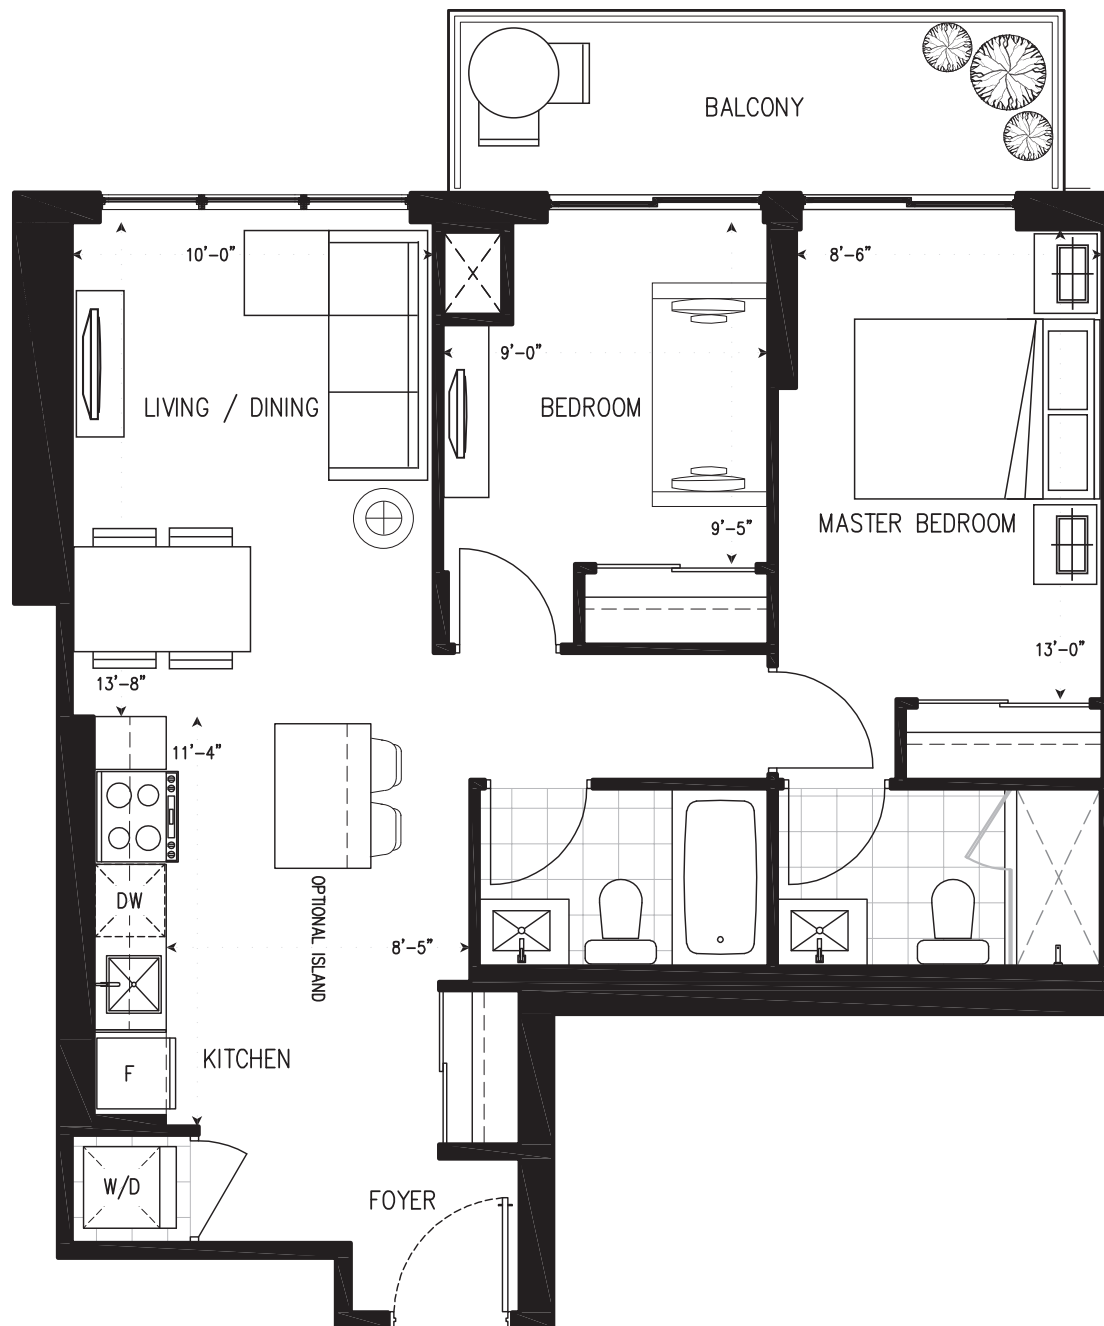 BALCONY
10'-0"
8'-6"
9'-0"
LIVING / DINING
BEDROOM
9'-5"
MASTER BEDROOM
13'-0"
13'-8"
11'-4"
DW
OPTIONAL ISLAND
8'-5"
KITCHEN
F
W/D
FOYER